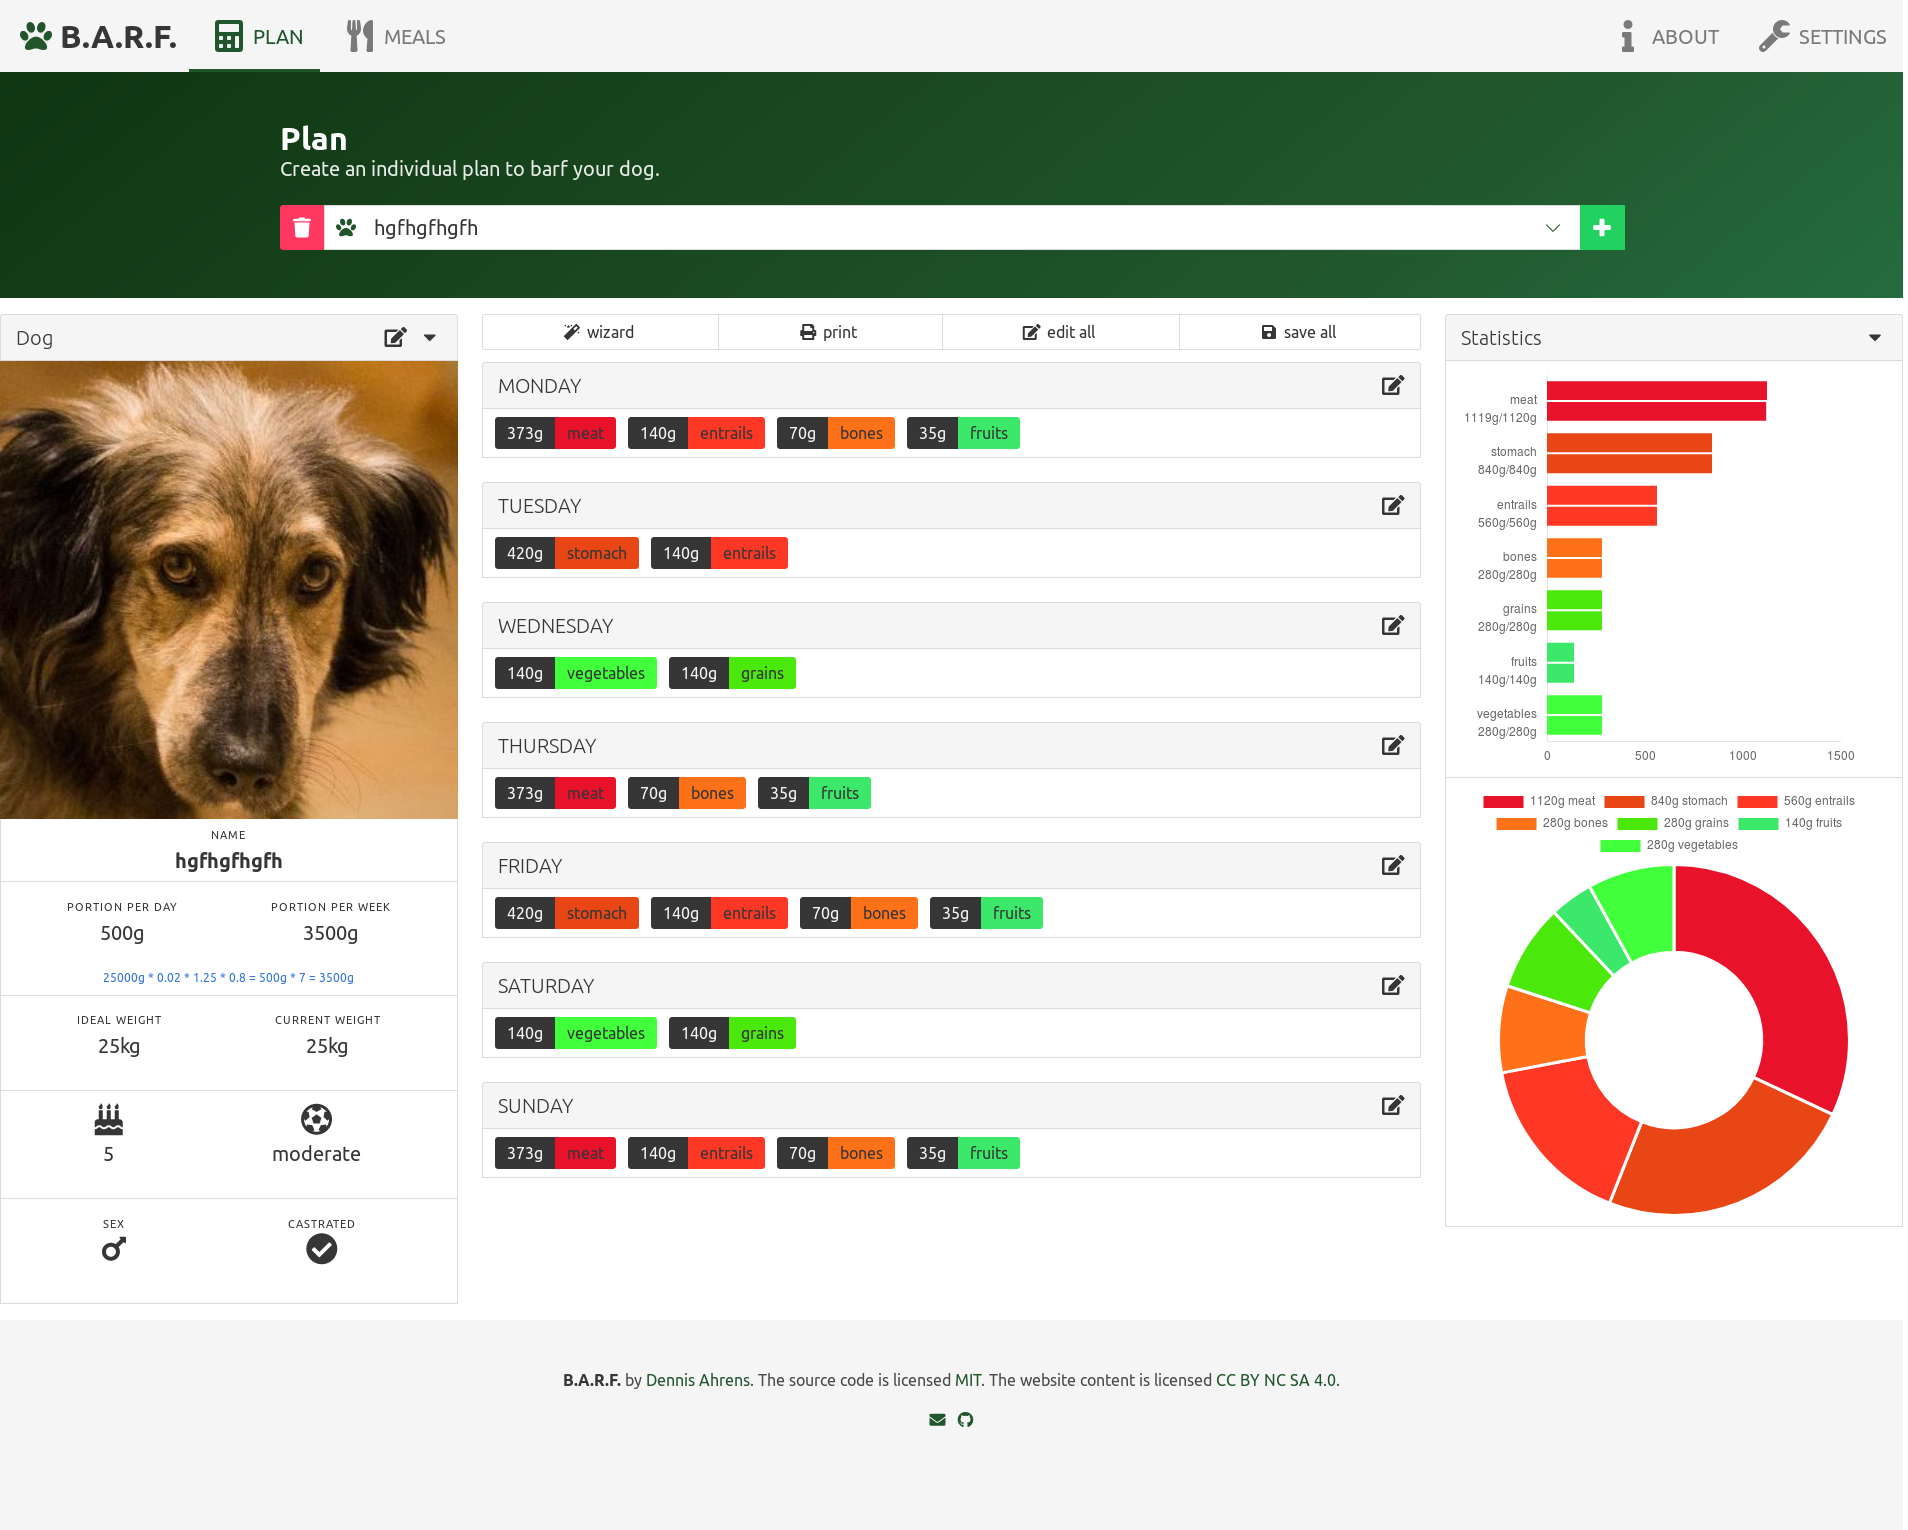 B.A.R.F. PLAN MEALS ABOUT SETTINGS
Plan
Create an individual plan to barf your dog.
hgfhgfhgfh
Dog
NAME
hgfhgfhgfh
PORTION PER DAY PORTION PER WEEK
500g 3500g
25000g * 0.02 * 1.25 * 0.8 = 500g * 7 = 3500g
IDEAL WEIGHT CURRENT WEIGHT
25kg 25kg
5 moderate
SEX CASTRATED
wizard print edit all save all
MONDAY
373g meat 140g entrails 70g bones 35g fruits
TUESDAY
420g stomach 140g entrails
WEDNESDAY
140g vegetables 140g grains
THURSDAY
373g meat 70g bones 35g fruits
FRIDAY
420g stomach 140g entrails 70g bones 35g fruits
SATURDAY
140g vegetables 140g grains
SUNDAY
373g meat 140g entrails 70g bones 35g fruits
Statistics
meat
1119g/1120g
stomach
840g/840g
entrails
560g/560g
bones
280g/280g
grains
280g/280g
fruits
140g/140g
vegetables
280g/280g
0 500 1000 1500
1120g meat 840g stomach 560g entrails
280g bones 280g grains 140g fruits
280g vegetables
B.A.R.F. by Dennis Ahrens. The source code is licensed MIT. The website content is licensed CC BY NC SA 4.0.